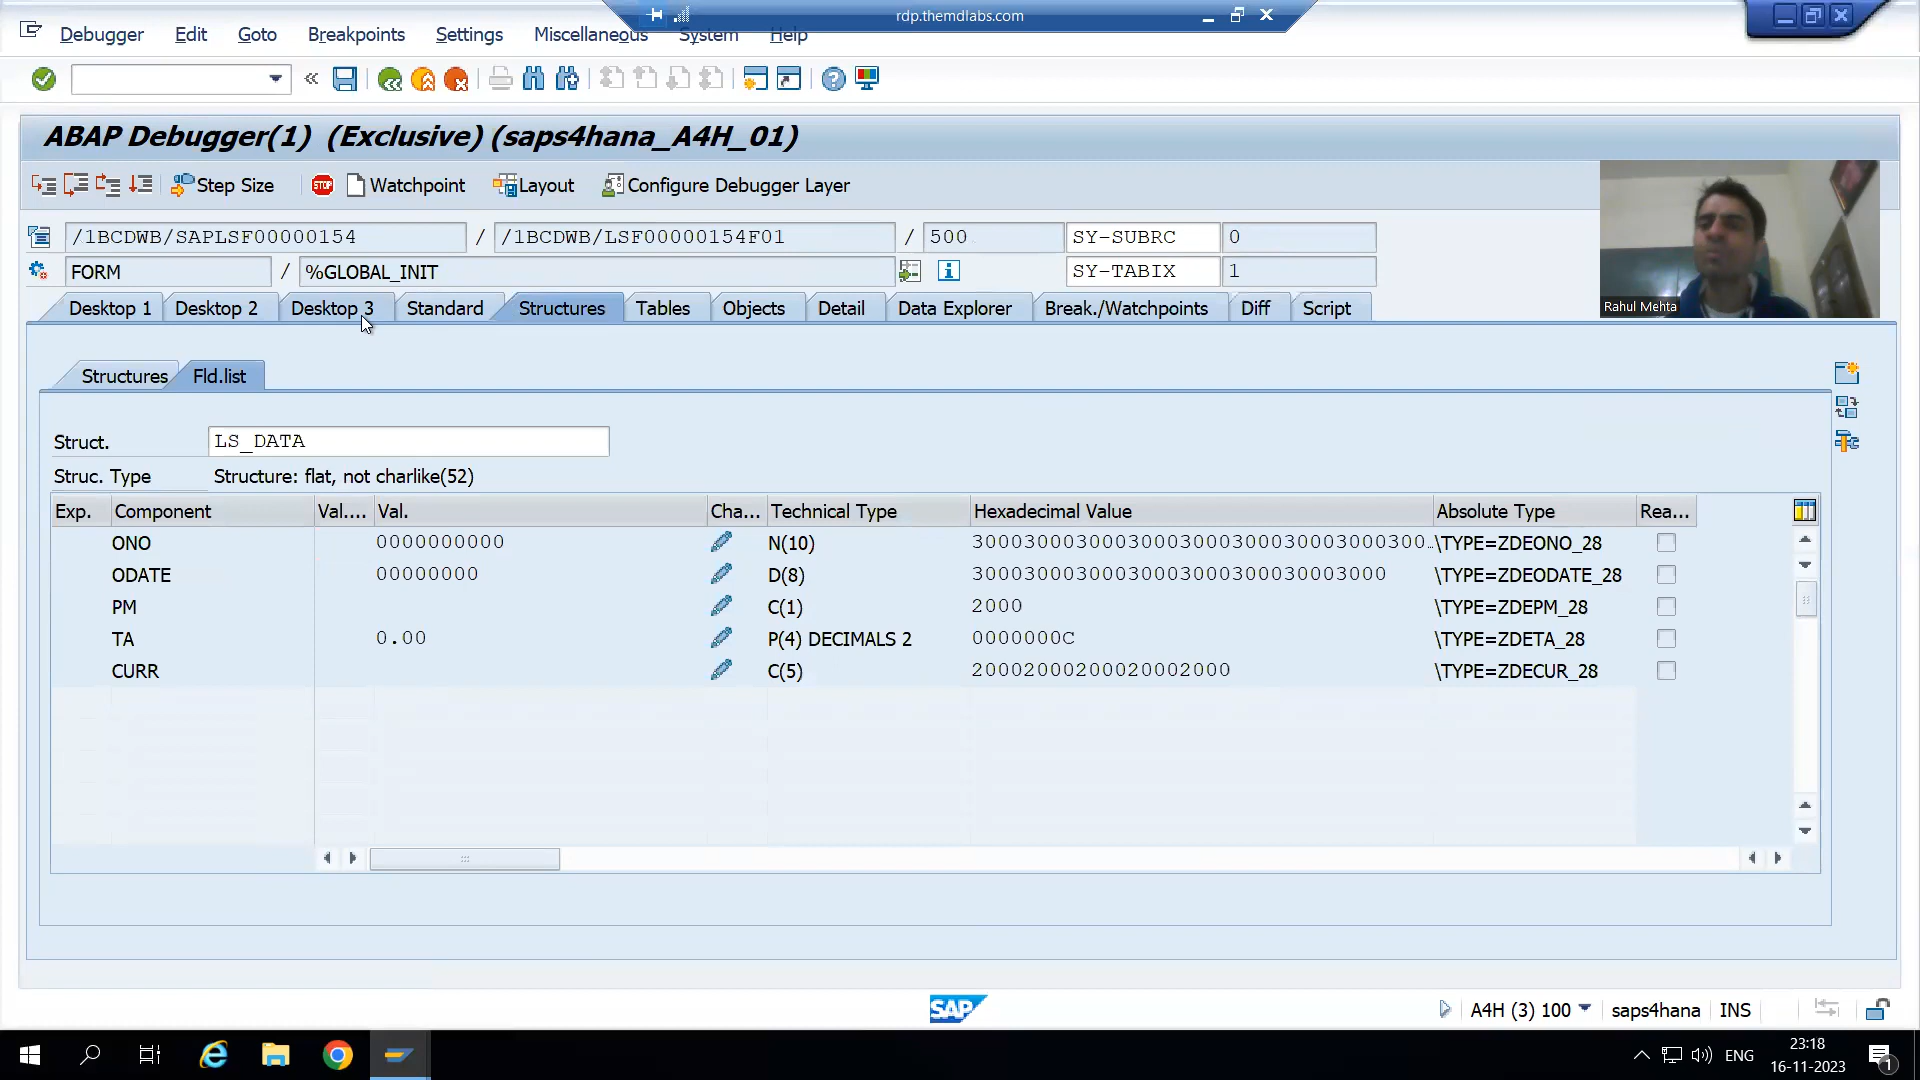 rdp.themdlabs.com
Debugger Edit Goto Breakpoints Settings Miscellaneous System Help
ABAP Debugger(1) (Exclusive) (saps4hana_A4H_01)
Step Size STOP Watchpoint Layout Configure Debugger Layer
/1BCDWB/SAPLSF00000154 / /1BCDWB/LSF00000154F01 / 500 SY-SUBRC 0
FORM / %GLOBAL_INIT SY-TABIX 1
Rahul Mehta
Desktop 1 Desktop 2 Desktop 3 Standard Structures Tables Objects Detail Data Explorer Break./Watchpoints Diff Script
Structures Fld.list
Struct. LS_DATA
Struc. Type Structure: flat, not charlike(52)
Exp. Component Val.... Val. Cha... Technical Type Hexadecimal Value Absolute Type Rea...
ONO 0000000000 N(10) 300030003000300030003000300030003000300... \TYPE=ZDEONO_28
ODATE 00000000 D(8) 30003000300030003000300030003000 \TYPE=ZDEODATE_28
PM C(1) 2000 \TYPE=ZDEPM_28
TA 0.00 P(4) DECIMALS 2 0000000C \TYPE=ZDETA_28
CURR C(5) 20002000200020002000 \TYPE=ZDECUR_28
SAP A4H (3) 100 saps4hana INS
ENG 23:18
16-11-2023 1